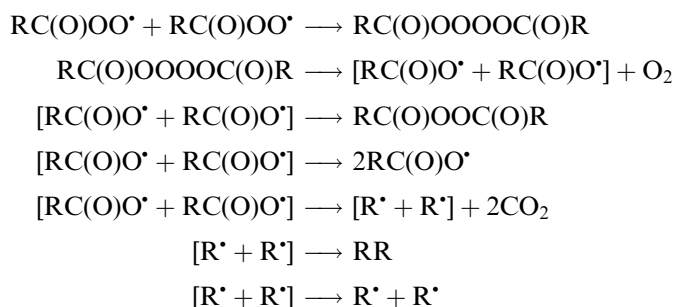 RC(O)OO• + RC(O)OO• ⟶ RC(O)OOOOC(O)R
RC(O)OOOOC(O)R ⟶ [RC(O)O• + RC(O)O•] + O₂
[RC(O)O• + RC(O)O•] ⟶ RC(O)OOC(O)R
[RC(O)O• + RC(O)O•] ⟶ 2RC(O)O•
[RC(O)O• + RC(O)O•] ⟶ [R• + R•] + 2CO₂
[R• + R•] ⟶ RR
[R• + R•] ⟶ R• + R•